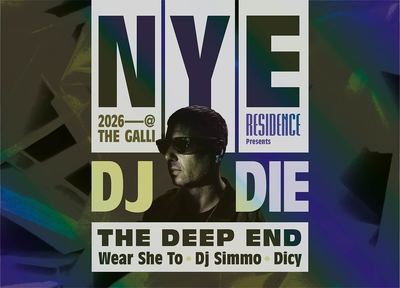 NYE
2026—@
THE GALLI
RESIDENCE
Presents
DJ DIE
THE DEEP END
Wear She To • Dj Simmo • Dicy